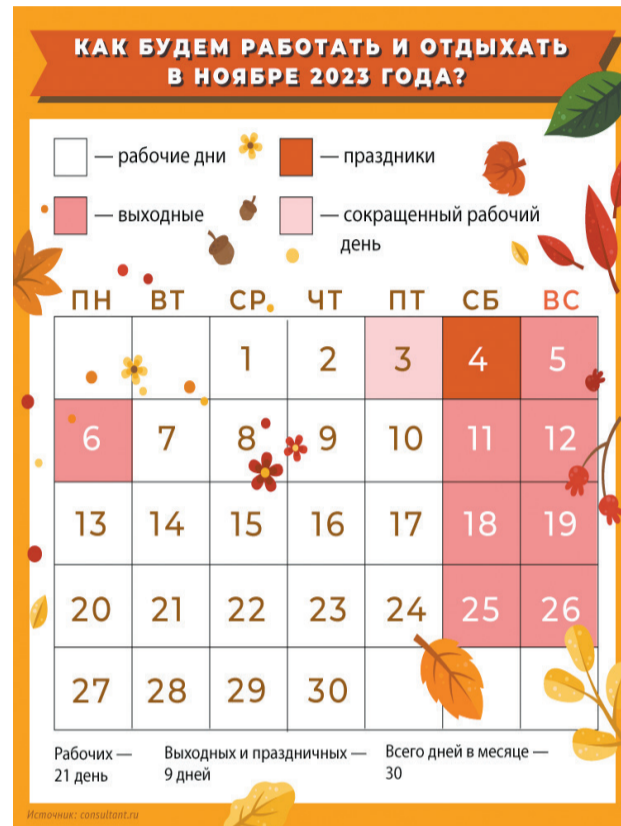 КАК БУДЕМ РАБОТАТЬ И ОТДЫХАТЬ
В НОЯБРЕ 2023 ГОДА?
— рабочие дни
— праздники
— выходные
— сокращенный рабочий
день
ПН ВТ СР ЧТ ПТ СБ ВС
1 2 3 4 5
6 7 8 9 10 11 12
13 14 15 16 17 18 19
20 21 22 23 24 25 26
27 28 29 30
Рабочих —
21 день
Выходных и праздничных —
9 дней
Всего дней в месяце —
30
Источник: consultant.ru